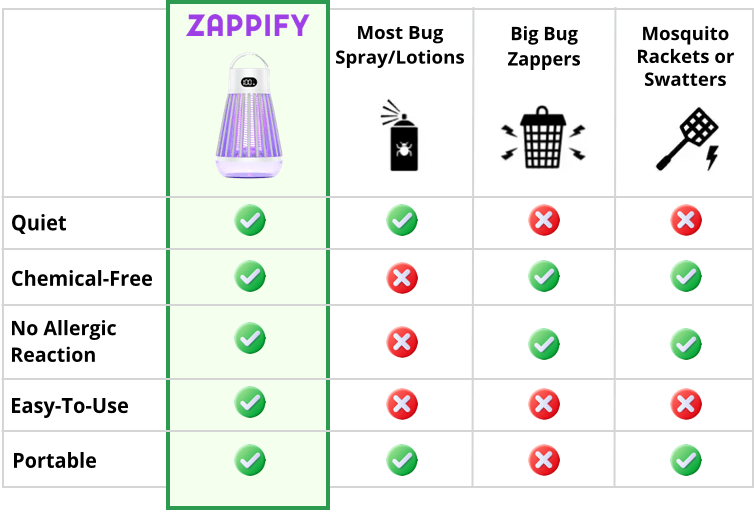 ZAPPIFY
Most Bug
Spray/Lotions
Big Bug
Zappers
Mosquito
Rackets or
Swatters
Quiet
Chemical-Free
No Allergic
Reaction
Easy-To-Use
Portable